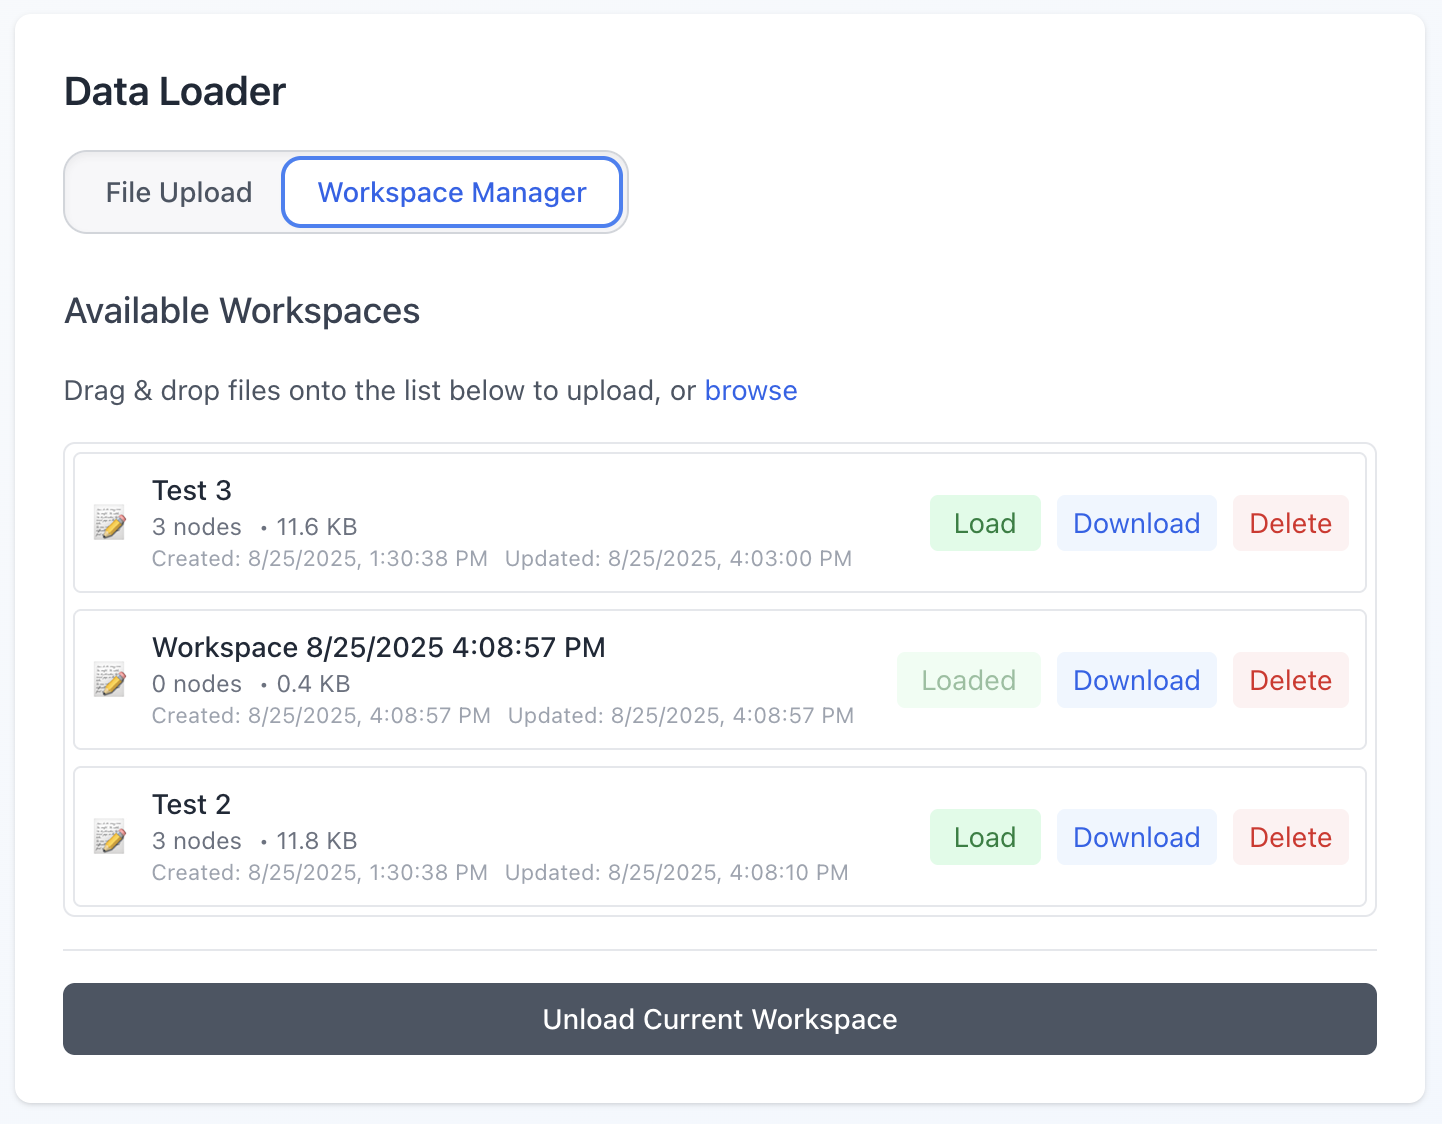 Data Loader
File Upload
Workspace Manager
Available Workspaces
Drag & drop files onto the list below to upload, or browse
Test 3
3 nodes • 11.6 KB
Created: 8/25/2025, 1:30:38 PM Updated: 8/25/2025, 4:03:00 PM
Load
Download
Delete
Workspace 8/25/2025 4:08:57 PM
0 nodes • 0.4 KB
Created: 8/25/2025, 4:08:57 PM Updated: 8/25/2025, 4:08:57 PM
Loaded
Download
Delete
Test 2
3 nodes • 11.8 KB
Created: 8/25/2025, 1:30:38 PM Updated: 8/25/2025, 4:08:10 PM
Load
Download
Delete
Unload Current Workspace